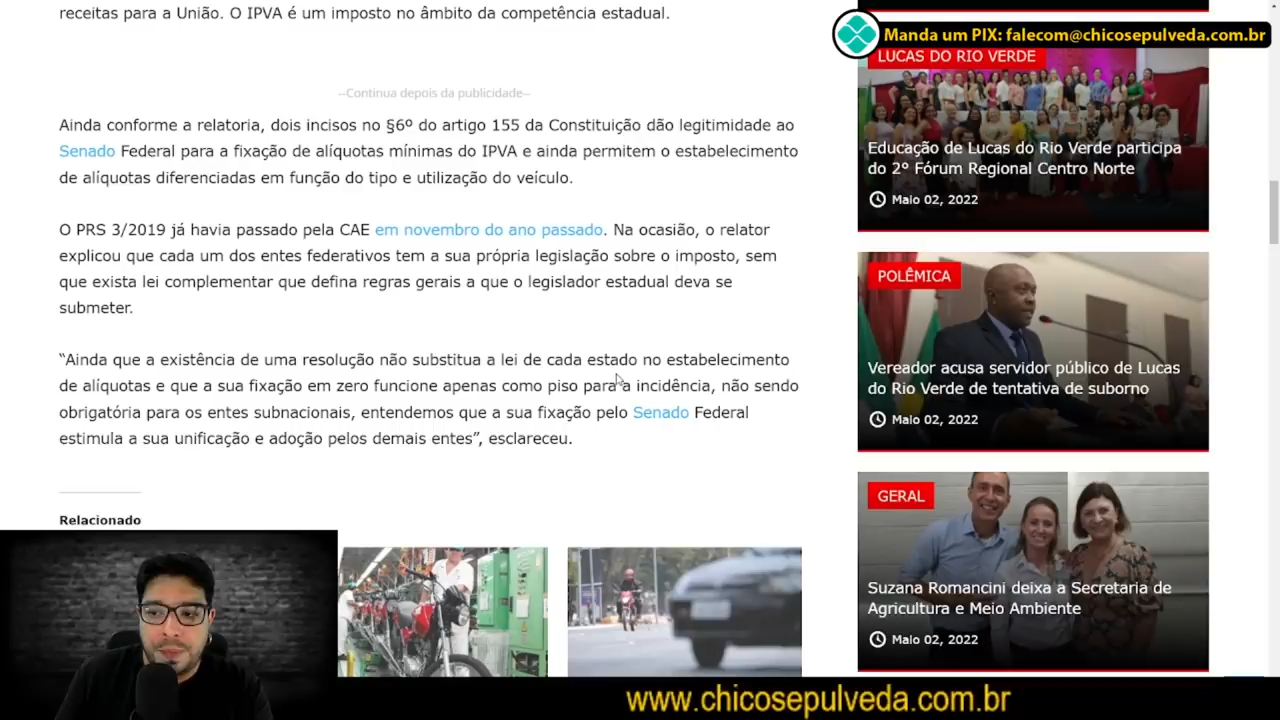 receitas para a União. O IPVA é um imposto no âmbito da competência estadual.
--Continua depois da publicidade--
Ainda conforme a relatoria, dois incisos no §6º do artigo 155 da Constituição dão legitimidade ao
Senado Federal para a fixação de alíquotas mínimas do IPVA e ainda permitem o estabelecimento
de alíquotas diferenciadas em função do tipo e utilização do veículo.
O PRS 3/2019 já havia passado pela CAE em novembro do ano passado. Na ocasião, o relator
explicou que cada um dos entes federativos tem a sua própria legislação sobre o imposto, sem
que exista lei complementar que defina regras gerais a que o legislador estadual deva se
submeter.
“Ainda que a existência de uma resolução não substitua a lei de cada estado no estabelecimento
de alíquotas e que a sua fixação em zero funcione apenas como piso para a incidência, não sendo
obrigatória para os entes subnacionais, entendemos que a sua fixação pelo Senado Federal
estimula a sua unificação e adoção pelos demais entes”, esclareceu.
Relacionado
Manda um PIX: falecom@chicosepulveda.com.br
LUCAS DO RIO VERDE
Educação de Lucas do Rio Verde participa
do 2° Fórum Regional Centro Norte
Maio 02, 2022
POLÊMICA
Vereador acusa servidor público de Lucas
do Rio Verde de tentativa de suborno
Maio 02, 2022
GERAL
Suzana Romancini deixa a Secretaria de
Agricultura e Meio Ambiente
Maio 02, 2022
www.chicosepulveda.com.br